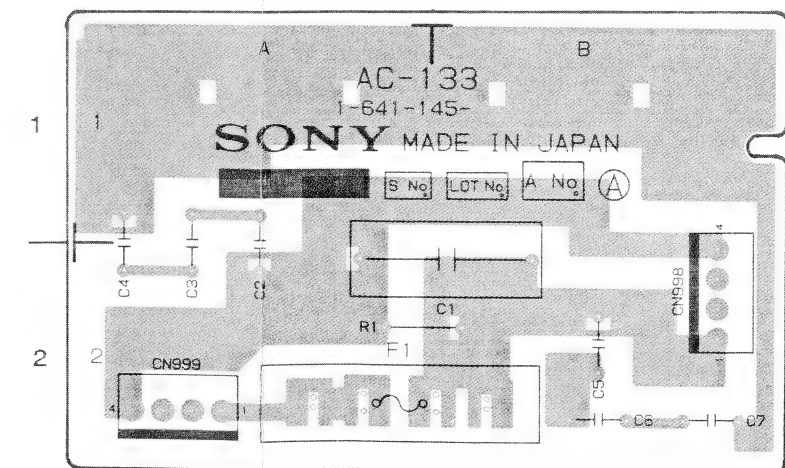 A B
AC-133
1-641-145-
1 1
SONY MADE IN JAPAN
S No. LOT No. A No. A
4
C4 C3 C2
CN998
C1
R1
1
2 2
F1
CN999
C5
4 1
C6 C7